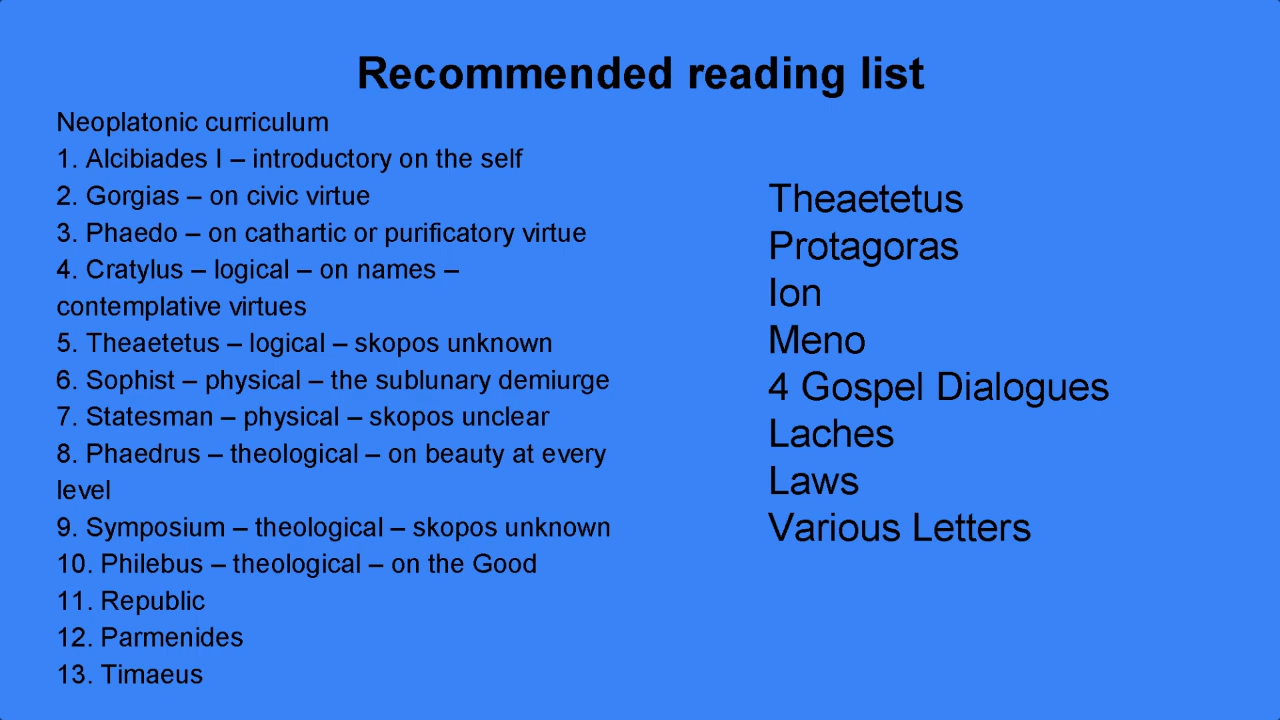 Recommended reading list
Neoplatonic curriculum
1. Alcibiades I – introductory on the self
2. Gorgias – on civic virtue
3. Phaedo – on cathartic or purificatory virtue
4. Cratylus – logical – on names –
contemplative virtues
5. Theaetetus – logical – skopos unknown
6. Sophist – physical – the sublunary demiurge
7. Statesman – physical – skopos unclear
8. Phaedrus – theological – on beauty at every
level
9. Symposium – theological – skopos unknown
10. Philebus – theological – on the Good
11. Republic
12. Parmenides
13. Timaeus
Theaetetus
Protagoras
Ion
Meno
4 Gospel Dialogues
Laches
Laws
Various Letters